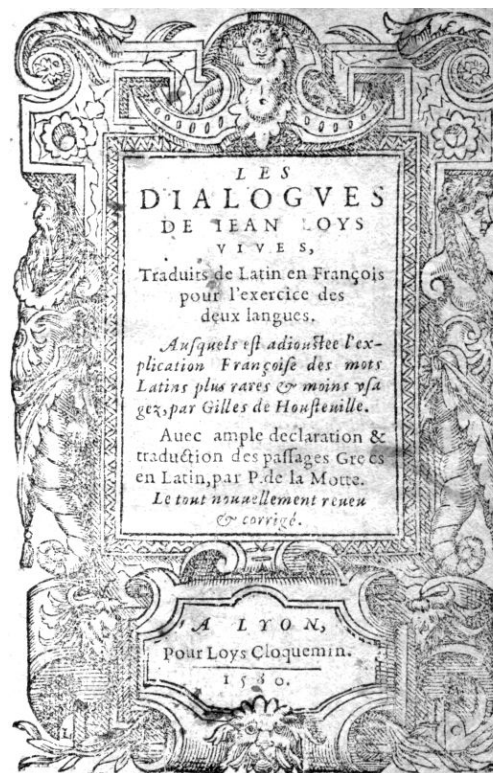 LES
DIALOGVES
DE IEAN LOYS
VIVES,
Traduits de Latin en François
pour l'exercice des
deux langues.
Ausquels est adioustee l'ex-
plication Françoise des mots
Latins plus rares & moins vsa
gez, par Gilles de Housteuille.
Auec ample declaration &
traduction des passages Grecs
en Latin, par P. de la Motte.
Le tout nouuellement reueu
& corrigé.
A LYON,
Pour Loys Cloquemin.
1580.
L C